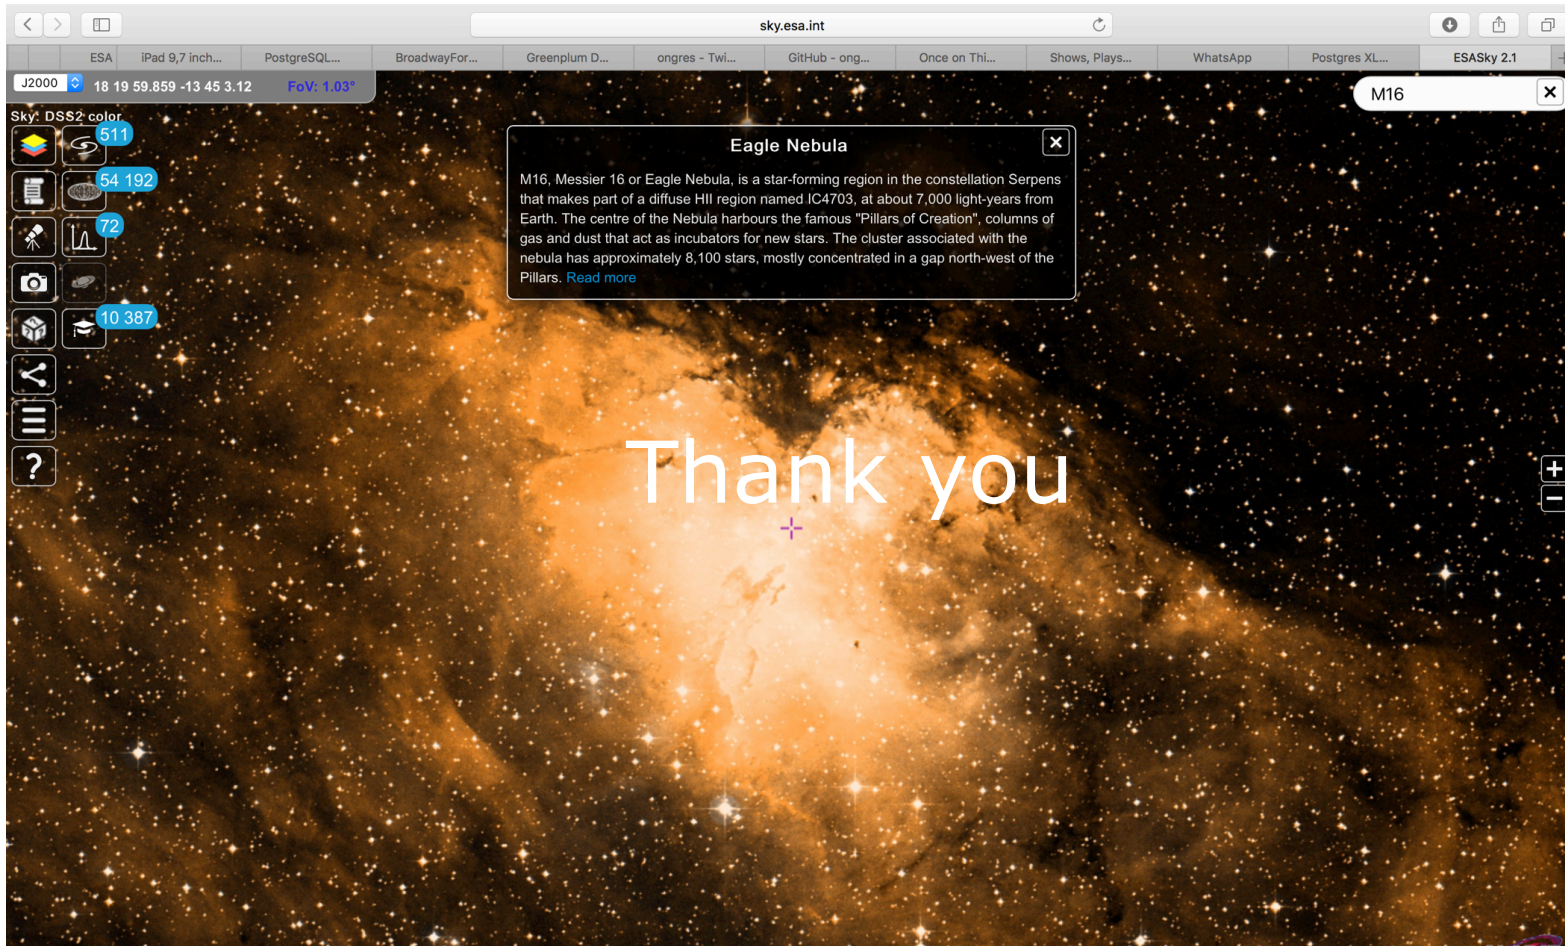 sky.esa.int
ESA
iPad 9,7 inch...
PostgreSQL...
BroadwayFor...
Greenplum D...
ongres - Twi...
GitHub - ong...
Once on Thi...
Shows, Plays...
WhatsApp
Postgres XL...
ESASky 2.1
J2000
18 19 59.859 -13 45 3.12
FoV: 1.03°
M16
Sky: DSS2 color
511
54 192
72
10 387
Eagle Nebula
M16, Messier 16 or Eagle Nebula, is a star-forming region in the constellation Serpens
that makes part of a diffuse HII region named IC4703, at about 7,000 light-years from
Earth. The centre of the Nebula harbours the famous "Pillars of Creation", columns of
gas and dust that act as incubators for new stars. The cluster associated with the
nebula has approximately 8,100 stars, mostly concentrated in a gap north-west of the
Pillars. Read more
Thank you